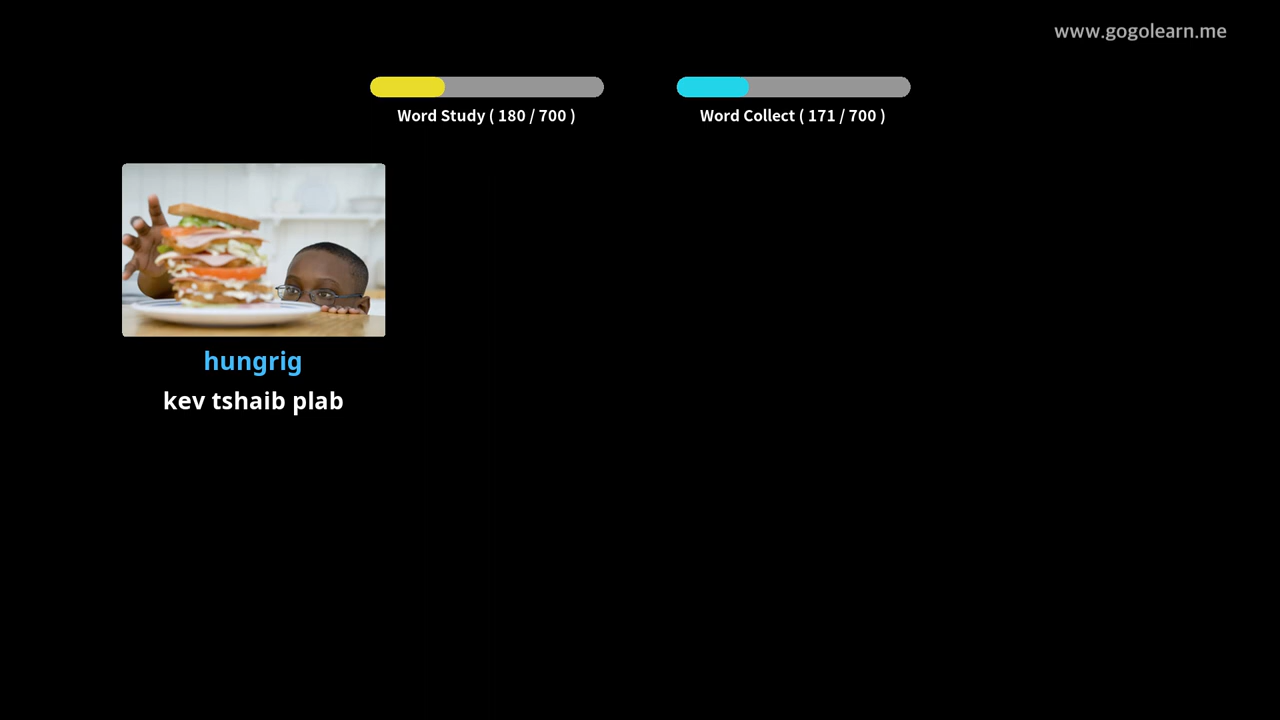 www.gogolearn.me
Word Study ( 180 / 700 )
Word Collect ( 171 / 700 )
hungrig
kev tshaib plab